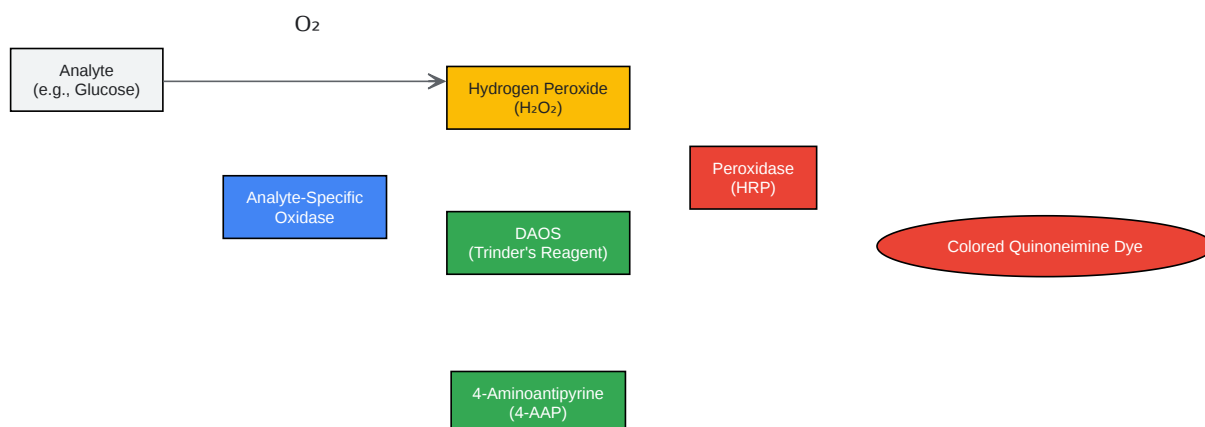 O₂
Analyte
(e.g., Glucose)
Hydrogen Peroxide
(H₂O₂)
Peroxidase
(HRP)
Analyte-Specific
Oxidase
DAOS
(Trinder's Reagent)
Colored Quinoneimine Dye
4-Aminoantipyrine
(4-AAP)